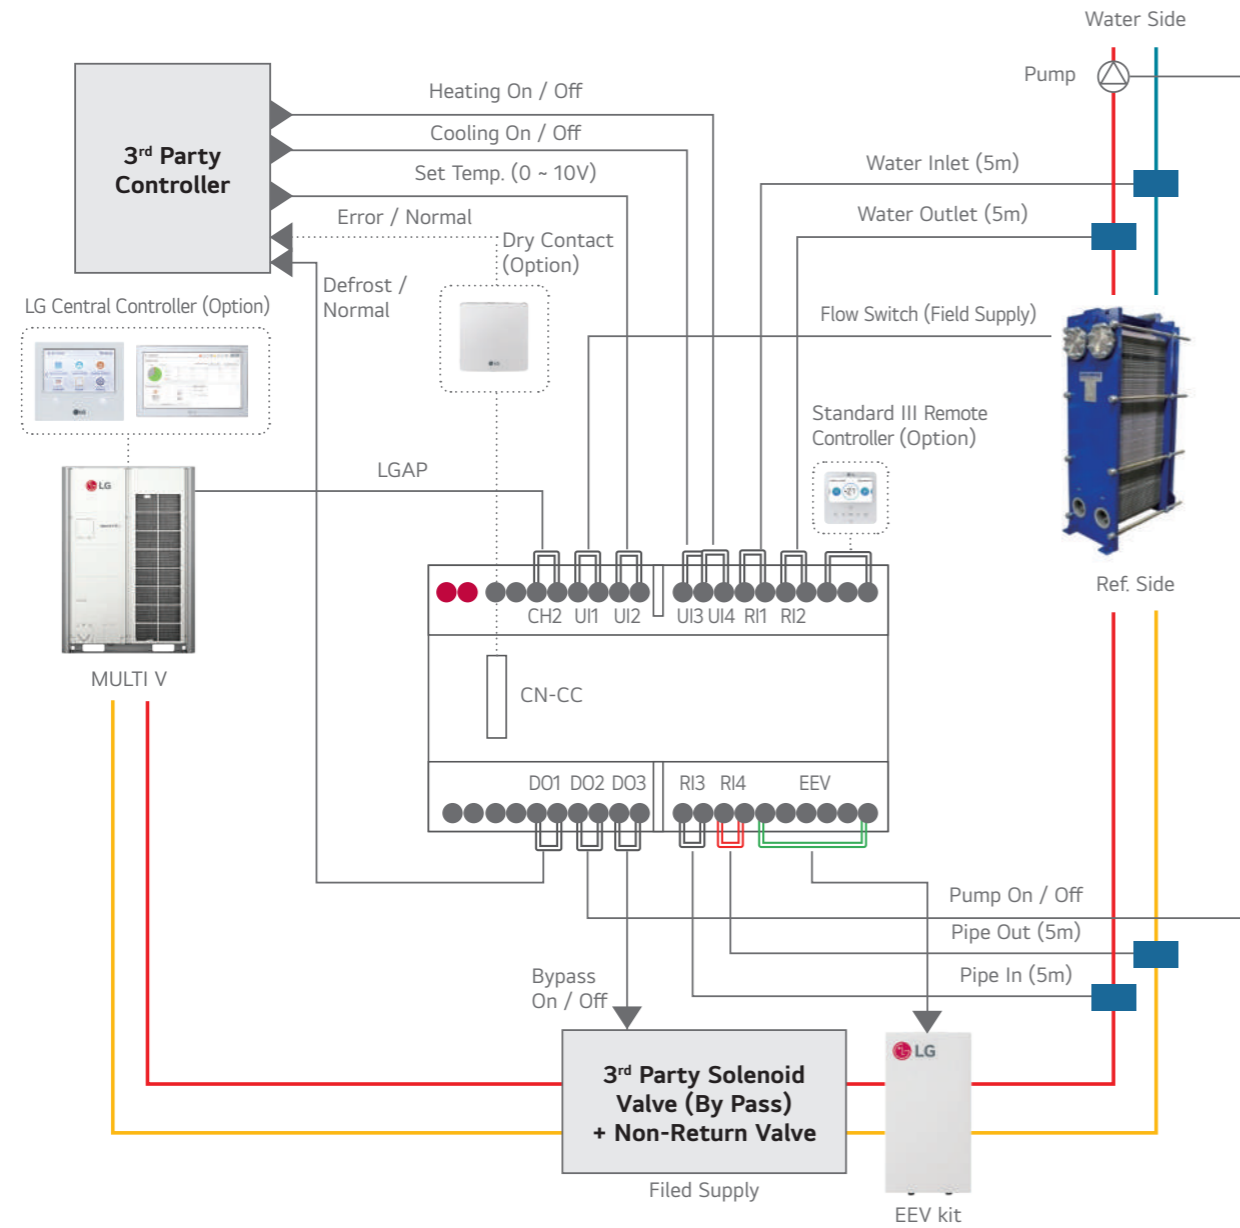 Water Side
Pump
Heating On / Off
Cooling On / Off
3rd Party
Controller
Set Temp. (0 ~ 10V)
Water Inlet (5m)
Water Outlet (5m)
Error / Normal
Dry Contact
(Option)
Defrost /
Normal
LG Central Controller (Option)
Flow Switch (Field Supply)
LG
LG
Standard III Remote
Controller (Option)
LGAP
LG
Ref. Side
CH2 UI1 UI2 UI3 UI4 RI1 RI2
MULTI V
CN-CC
DO1 DO2 DO3 RI3 RI4 EEV
Pump On / Off
Pipe Out (5m)
Pipe In (5m)
Bypass
On / Off
LG
3rd Party Solenoid
Valve (By Pass)
+ Non-Return Valve
Filed Supply
EEV kit